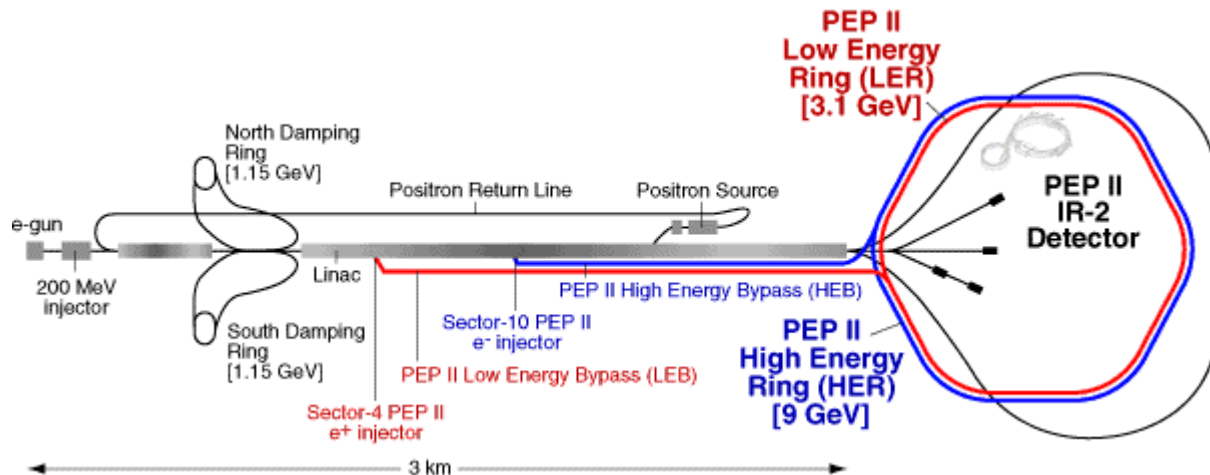 PEP II
Low Energy
Ring (LER)
[3.1 GeV]
North Damping
Ring
[1.15 GeV]
Positron Return Line
Positron Source
e-gun
PEP II
IR-2
Detector
Linac
200 MeV
injector
PEP II High Energy Bypass (HEB)
South Damping
Ring
[1.15 GeV]
Sector-10 PEP II
e- injector
PEP II
High Energy
Ring (HER)
[9 GeV]
PEP II Low Energy Bypass (LEB)
Sector-4 PEP II
e+ injector
3 km